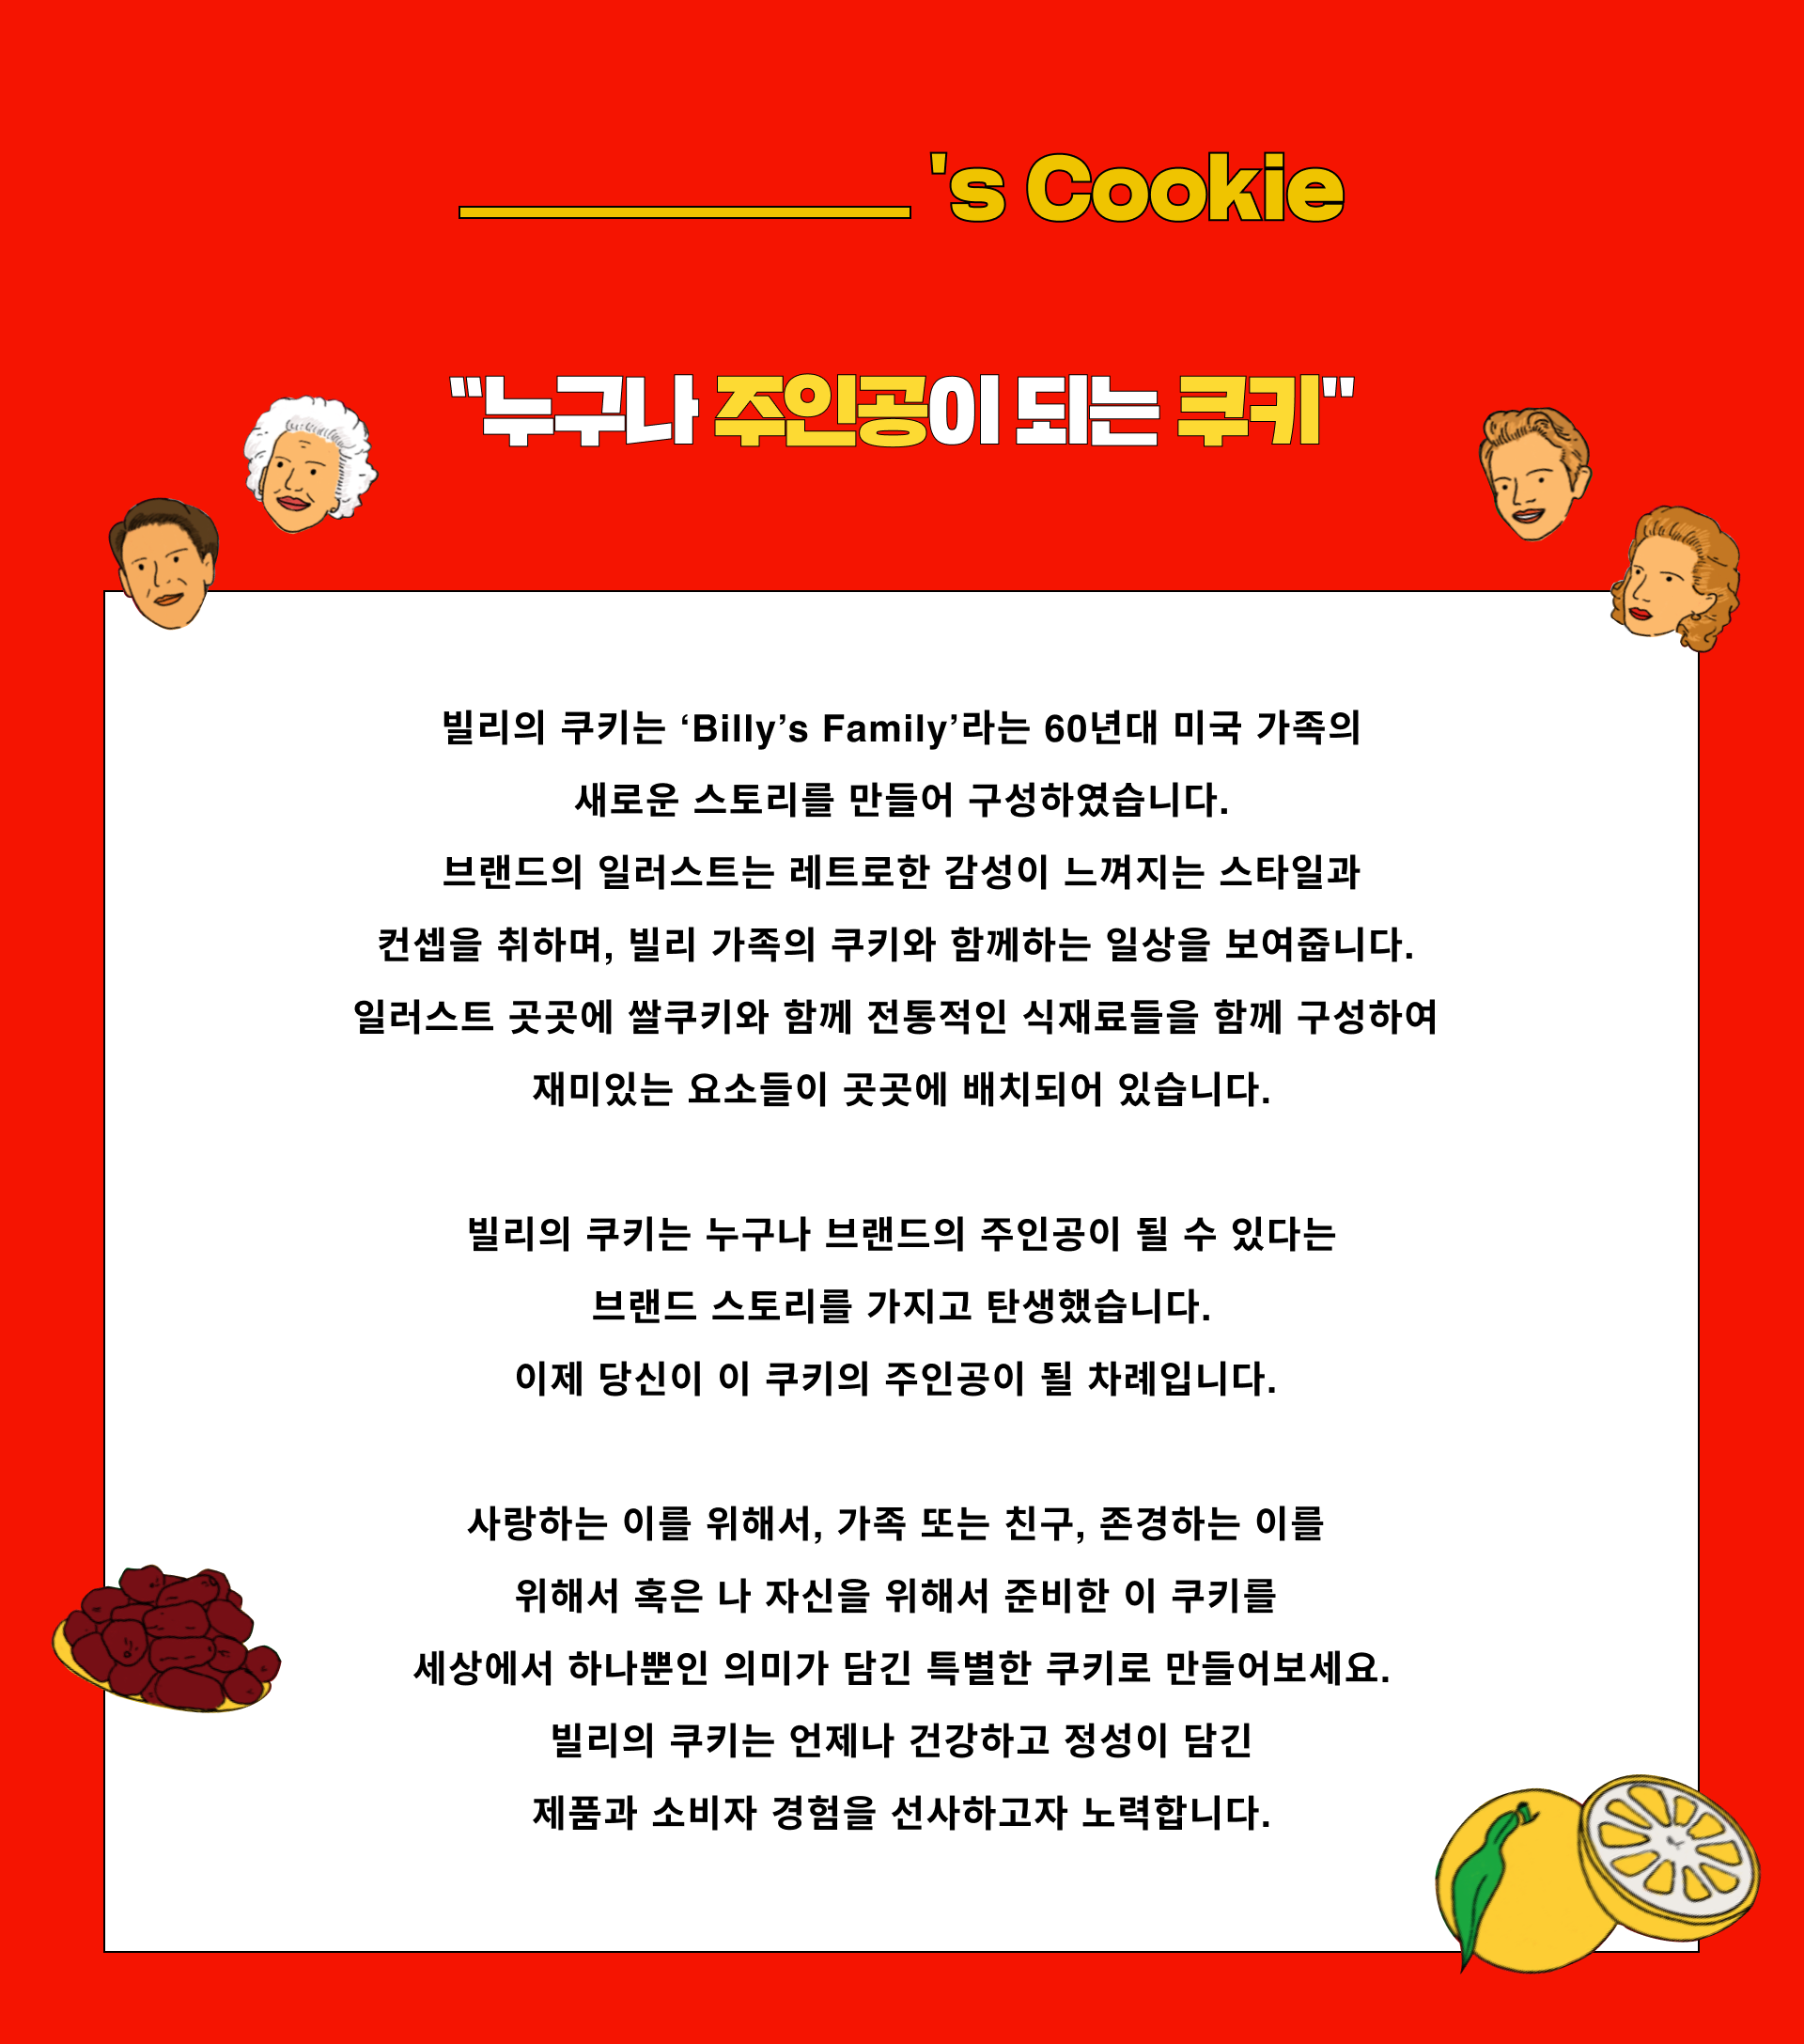 's Cookie
"누구나 주인공이 되는 쿠키"
빌리의 쿠키는 ‘Billy’s Family’라는 60년대 미국 가족의
새로운 스토리를 만들어 구성하였습니다.
브랜드의 일러스트는 레트로한 감성이 느껴지는 스타일과
컨셉을 취하며, 빌리 가족의 쿠키와 함께하는 일상을 보여줍니다.
일러스트 곳곳에 쌀쿠키와 함께 전통적인 식재료들을 함께 구성하여
재미있는 요소들이 곳곳에 배치되어 있습니다.
빌리의 쿠키는 누구나 브랜드의 주인공이 될 수 있다는
브랜드 스토리를 가지고 탄생했습니다.
이제 당신이 이 쿠키의 주인공이 될 차례입니다.
사랑하는 이를 위해서, 가족 또는 친구, 존경하는 이를
위해서 혹은 나 자신을 위해서 준비한 이 쿠키를
세상에서 하나뿐인 의미가 담긴 특별한 쿠키로 만들어보세요.
빌리의 쿠키는 언제나 건강하고 정성이 담긴
제품과 소비자 경험을 선사하고자 노력합니다.